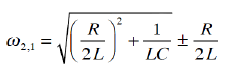 ω₂,₁ = √((R/2L)² + 1/LC) ± R/2L